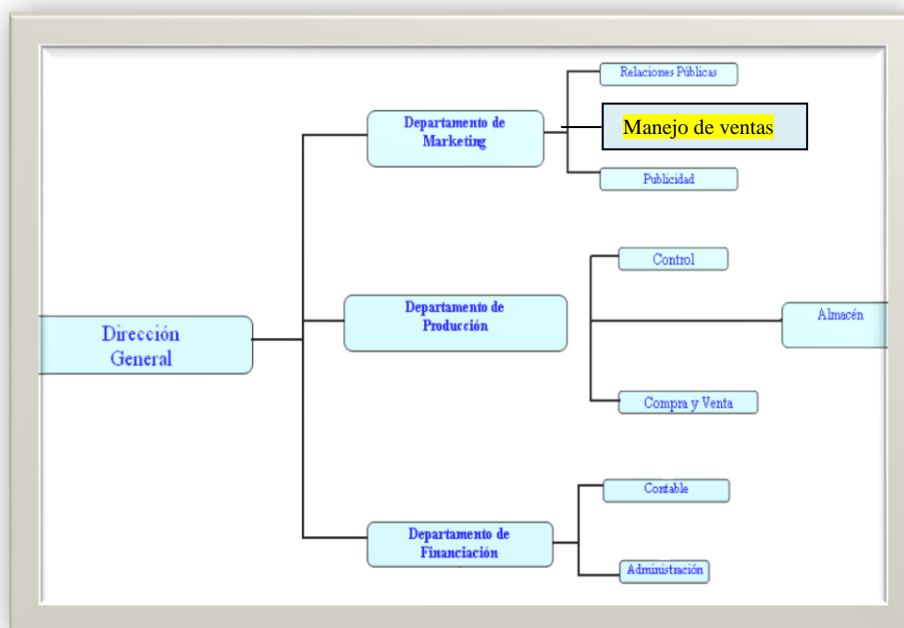 Relaciones Públicas
Departamento de
Marketing
Manejo de ventas
Publicidad
Control
Departamento de
Producción
Almacén
Dirección
General
Compra y Venta
Contable
Departamento de
Financiación
Administración